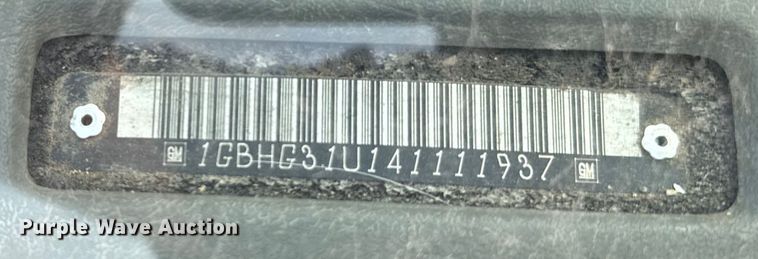 GM 1GBHG31U141111937 GM
Purple Wave Auction